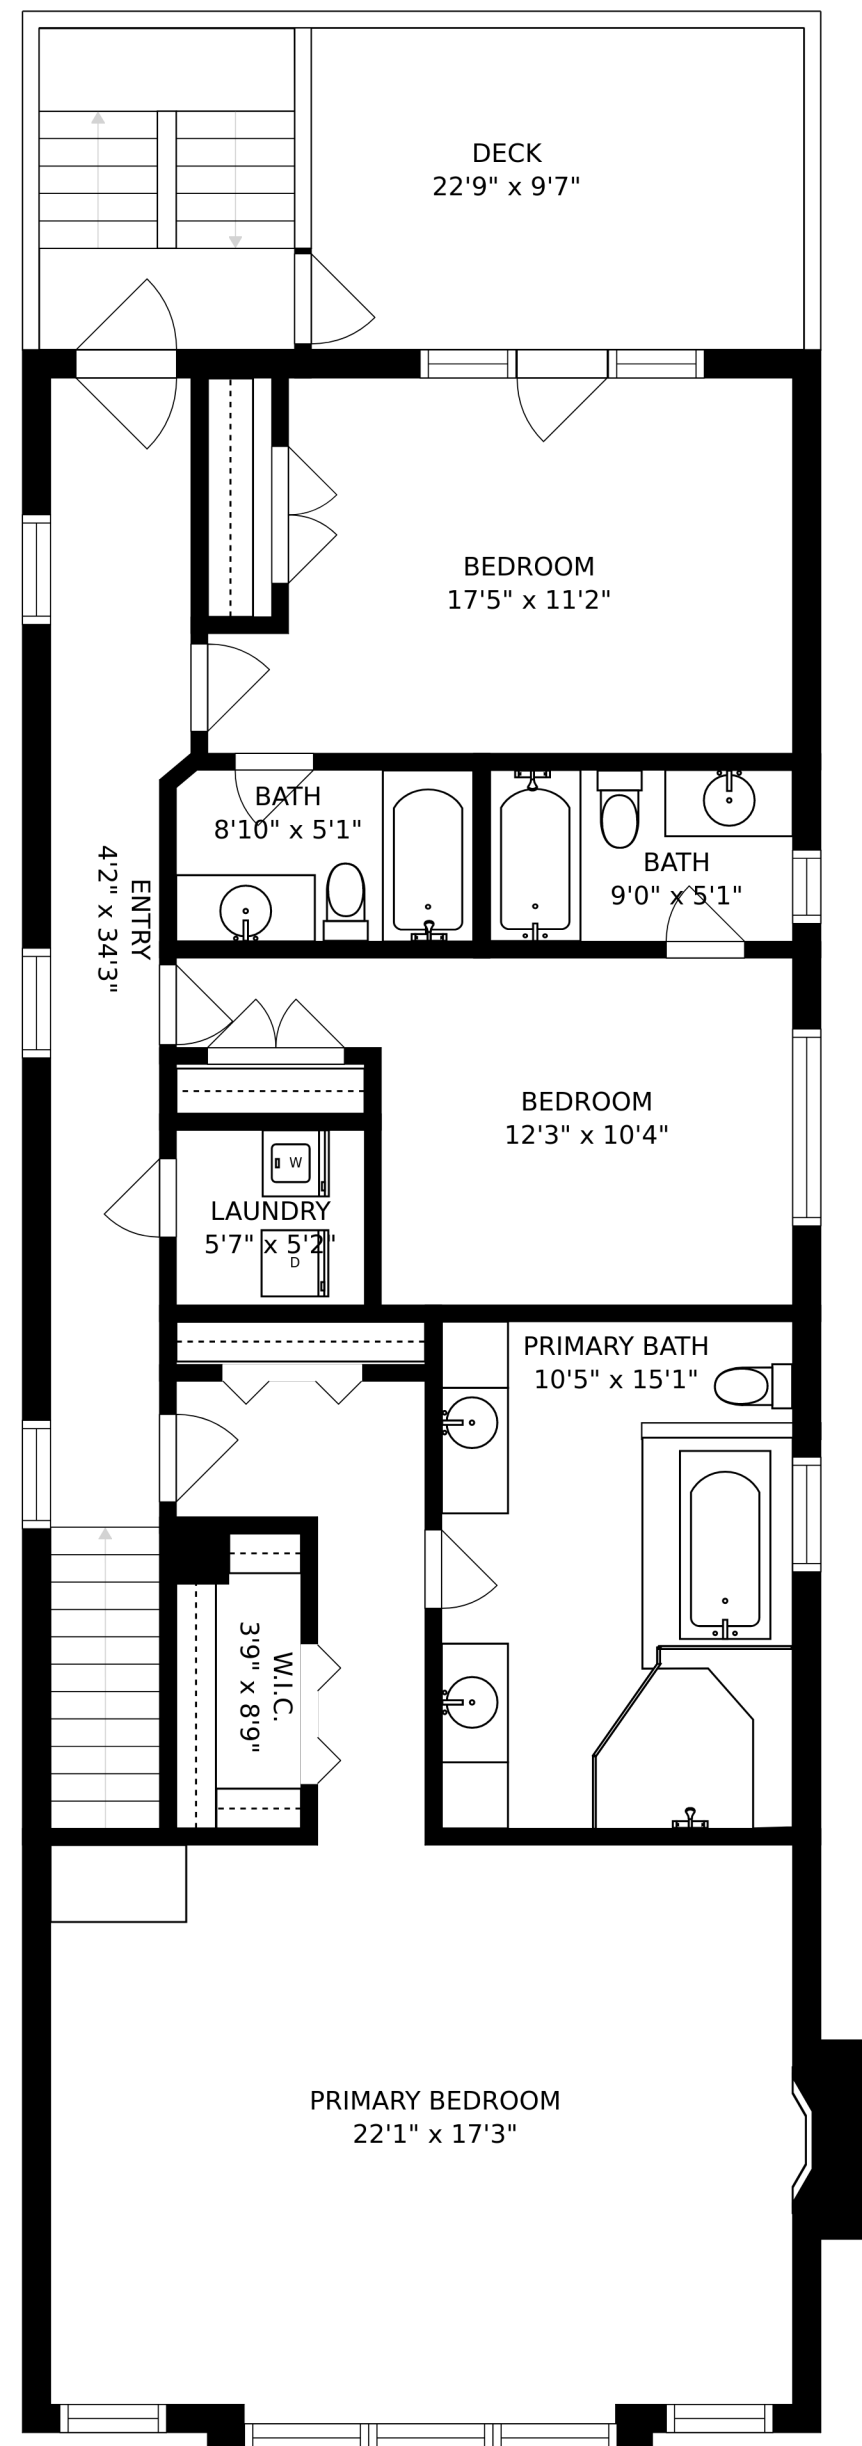 DECK
22'9" x 9'7"
BEDROOM
17'5" x 11'2"
BATH
8'10" x 5'1"
BATH
9'0" x 5'1"
ENTRY
4'2" x 34'3"
BEDROOM
12'3" x 10'4"
W
LAUNDRY
5'7" x 5'2"
D
PRIMARY BATH
10'5" x 15'1"
W.I.C.
3'9" x 8'9"
PRIMARY BEDROOM
22'1" x 17'3"